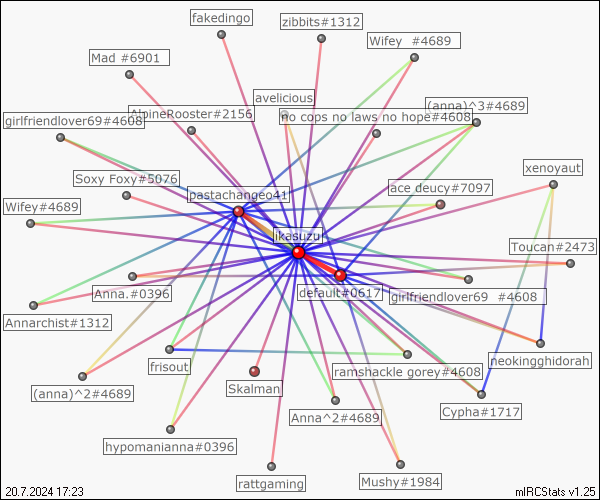 fakedingo
zibbits#1312
Wifey  #4689
Mad #6901
avelicious
(anna)^3#4689
AlpineRooster#2156
no cops no laws no hope#4608
girlfriendlover69#4608
xenoyaut
Soxy Foxy#5076
ace deucy#7097
pastachangeo41
Wifey#4689
ikasuzu
Toucan#2473
Anna.#0396
default#0617
girlfriendlover69  #4608
Annarchist#1312
neokingghidorah
frisout
ramshackle gorey#4608
Skalman
(anna)^2#4689
Cypha#1717
Anna^2#4689
hypomanianna#0396
rattgaming
Mushy#1984
20.7.2024 17:23
mIRCStats v1.25